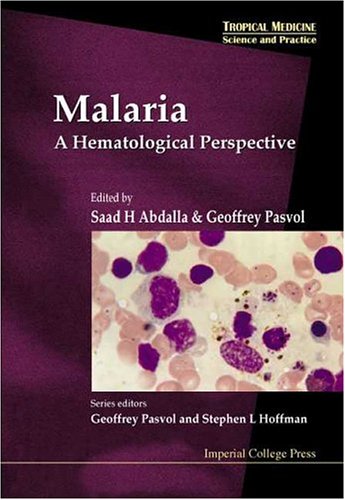 TROPICAL MEDICINE
Science and Practice
Malaria
A Hematological Perspective
Edited by
Saad H Abdalla & Geoffrey Pasvol
Series editors
Geoffrey Pasvol and Stephen L Hoffman
Imperial College Press